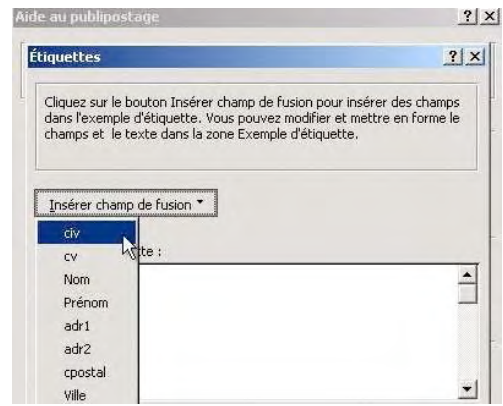 Aide au publipostage
Étiquettes
Cliquez sur le bouton Insérer champ de fusion pour insérer des champs
dans l'exemple d'étiquette. Vous pouvez modifier et mettre en forme le
champs et le texte dans la zone Exemple d'étiquette.
Insérer champ de fusion
civ
tte :
cv
Nom
Prénom
adr1
adr2
cpostal
Ville